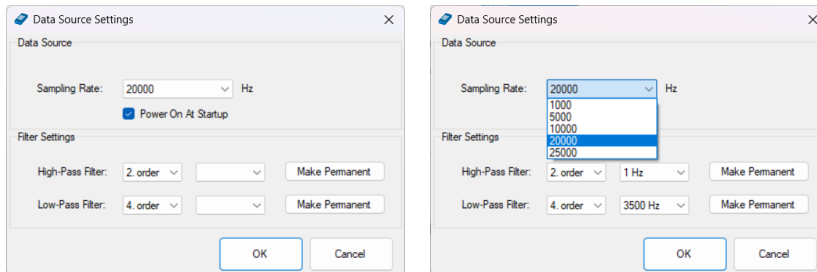 Data Source Settings
Data Source
Sampling Rate: 20000 Hz
Power On At Startup
Filter Settings
High-Pass Filter: 2. order Make Permanent
Low-Pass Filter: 4. order Make Permanent
OK Cancel
Data Source Settings
Data Source
Sampling Rate: 20000 Hz
1000
5000
10000
20000
25000
Filter Settings
High-Pass Filter: 2. order 1 Hz Make Permanent
Low-Pass Filter: 4. order 3500 Hz Make Permanent
OK Cancel